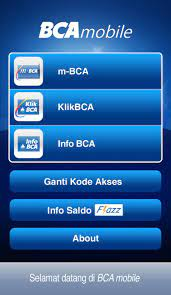 BCA mobile
m-BCA
m-BCA
Klik
BCA
KlikBCA
Info
BCA
Info BCA
Ganti Kode Akses
Info Saldo Flazz
About
Selamat datang di BCA mobile